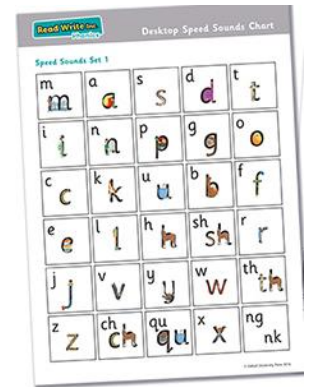 Read Write Inc.
Phonics
Desktop Speed Sounds Chart
Speed Sounds Set 1
m a s d t
m a s d t
i n p g o
i n p g o
c k u b f
c k u b f
e l h sh r
e l h sh r
j v y w th
j v y w th
z ch qu x ng
z ch qu x nk